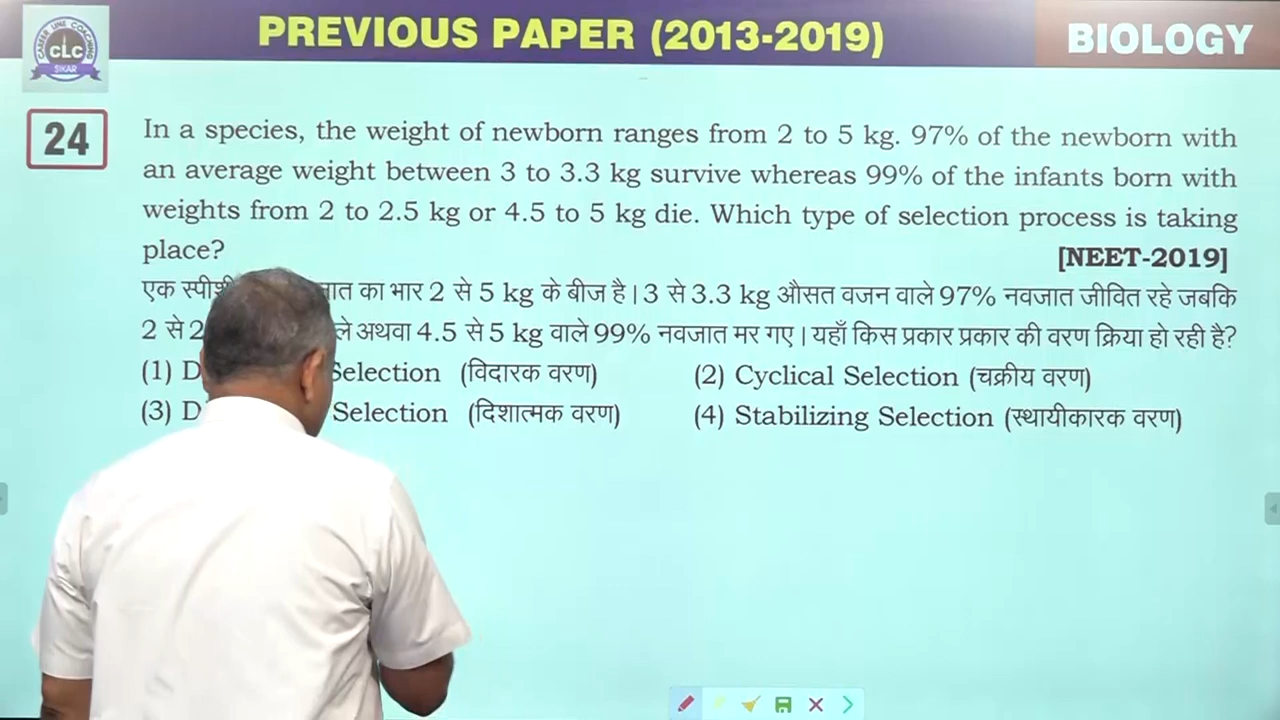 PREVIOUS PAPER (2013-2019)
BIOLOGY
CAREER LINE COACHING
CLC
SIKAR
24
In a species, the weight of newborn ranges from 2 to 5 kg. 97% of the newborn with
an average weight between 3 to 3.3 kg survive whereas 99% of the infants born with
weights from 2 to 2.5 kg or 4.5 to 5 kg die. Which type of selection process is taking
place? [NEET-2019]
एक का भार 2 से 5 kg के बीज है। 3 से 3.3 kg औसत वजन वाले 97% नवजात जीवित रहे जबकि
2 से अथवा 4.5 से 5 kg वाले 99% नवजात मर गए। यहाँ किस प्रकार प्रकार की वरण क्रिया हो रही है?
(1) Selection (विदारक वरण) (2) Cyclical Selection (चक्रीय वरण)
(3) Selection (दिशात्मक वरण) (4) Stabilizing Selection (स्थायीकारक वरण)